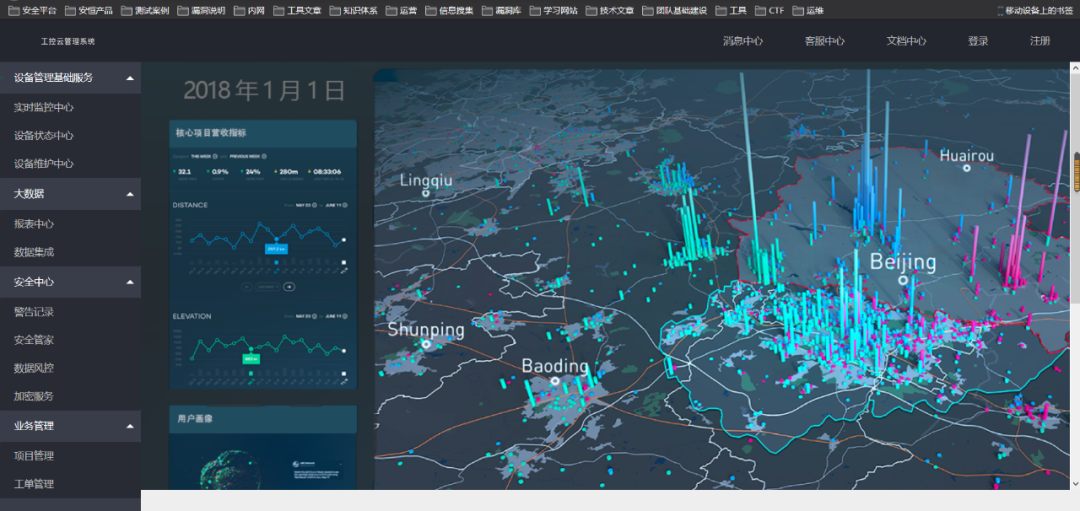 安全平台 安恒产品 测试案例 漏洞说明 内网 工具文章 知识体系 运营 信息搜集 漏洞库 学习网站 技术文章 团队基础建设 工具 CTF 运维 移动设备上的书签
工控云管理系统 消息中心 客服中心 文档中心 登录 注册
设备管理基础服务
实时监控中心
设备状态中心
设备维护中心
大数据
报表中心
数据集成
安全中心
警告记录
安全管家
数据风控
加密服务
业务管理
项目管理
工单管理
2018 年 1 月 1 日
核心项目营收指标
THIS WEEK PREVIOUS WEEK
32.1 0.9% 24% 280m 08:33:06
DISTANCE
MAY 20 JUNE 11
ELEVATION
MAY 20 JUNE 11
用户画像
Lingqiu
Huairou
Beijing
Shunping
Baoding